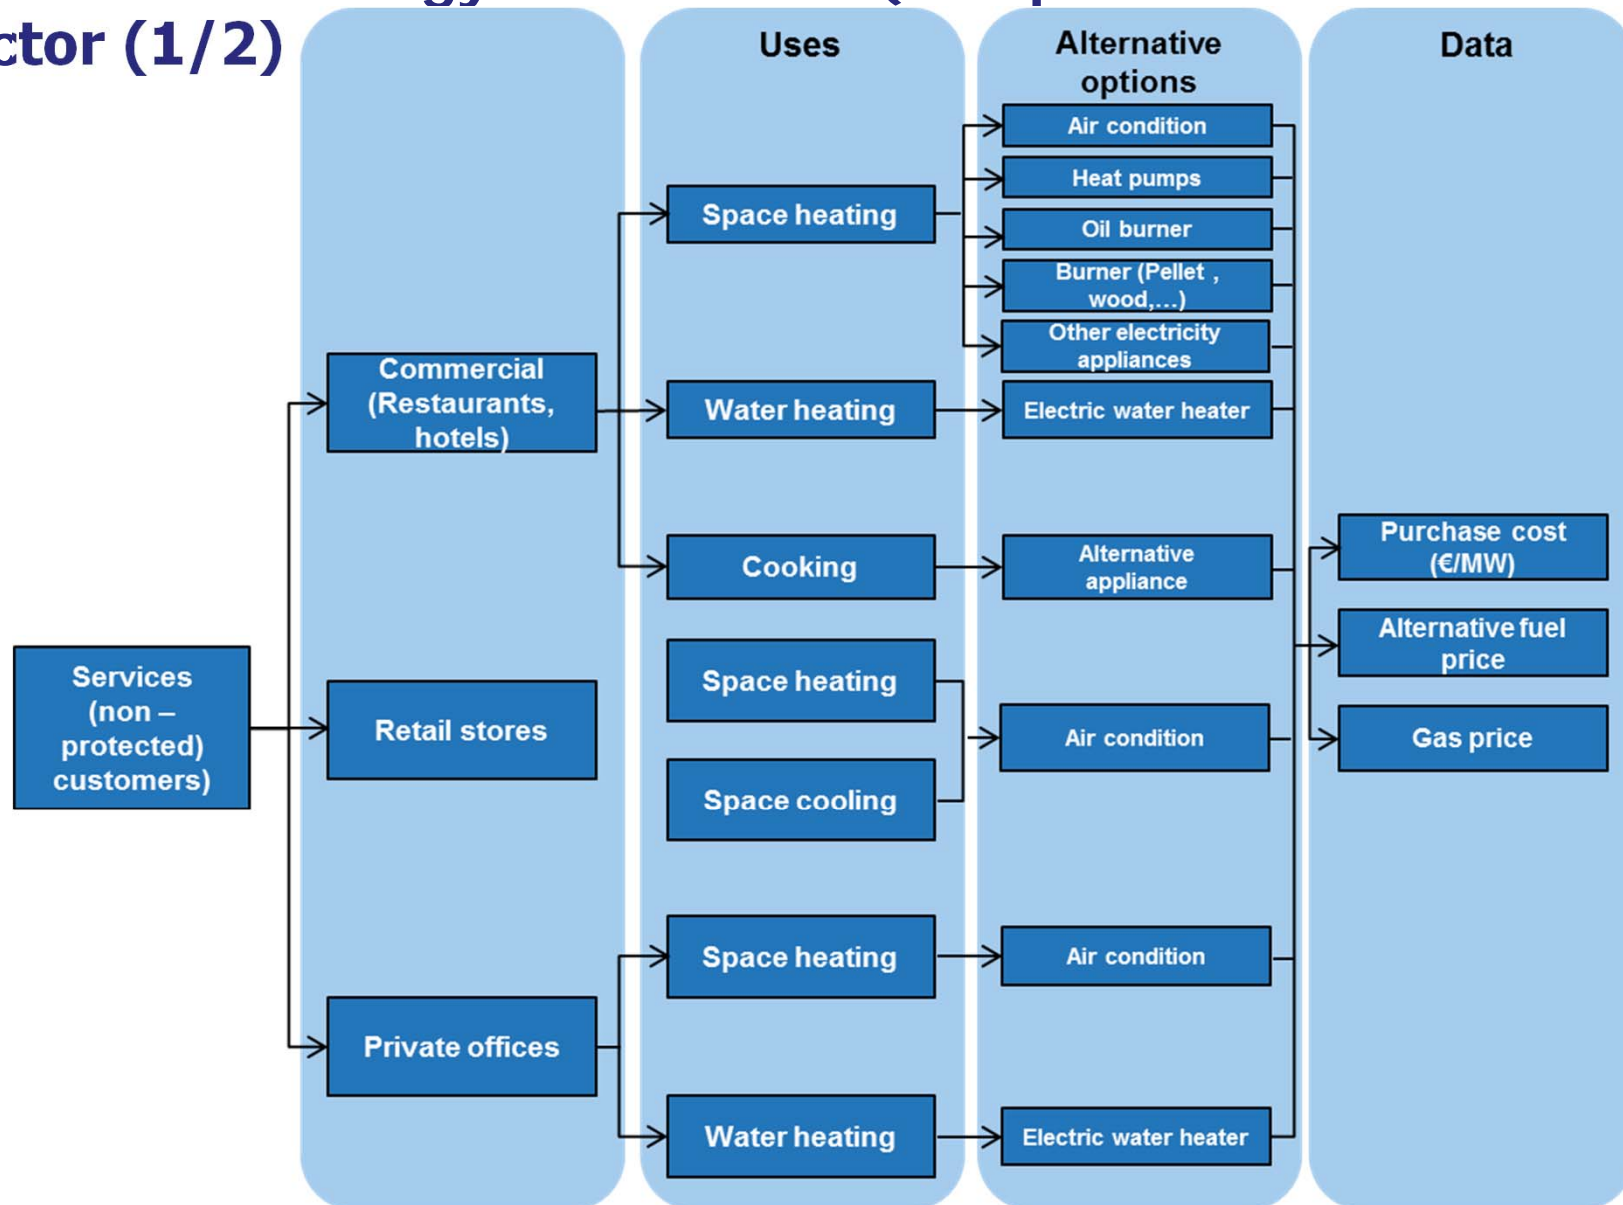 ctor (1/2)
Uses
Alternative
options
Data
Services
(non –
protected)
customers)
Commercial
(Restaurants,
hotels)
Retail stores
Private offices
Space heating
Water heating
Cooking
Space heating
Space cooling
Space heating
Water heating
Air condition
Heat pumps
Oil burner
Burner (Pellet ,
wood,...)
Other electricity
appliances
Electric water heater
Alternative
appliance
Air condition
Air condition
Electric water heater
Purchase cost
(€/MW)
Alternative fuel
price
Gas price